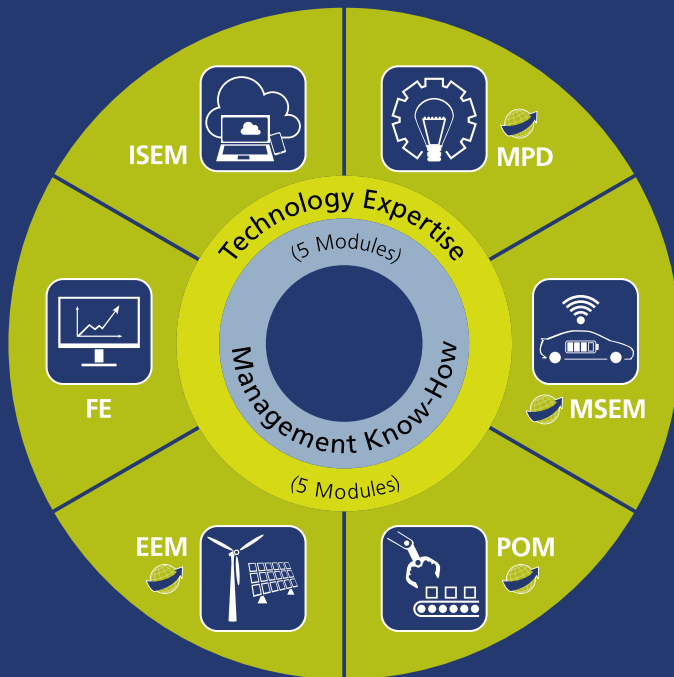 ISEM
MPD
Technology Expertise
(5 Modules)
FE
MSEM
Management Know-How
(5 Modules)
EEM
POM